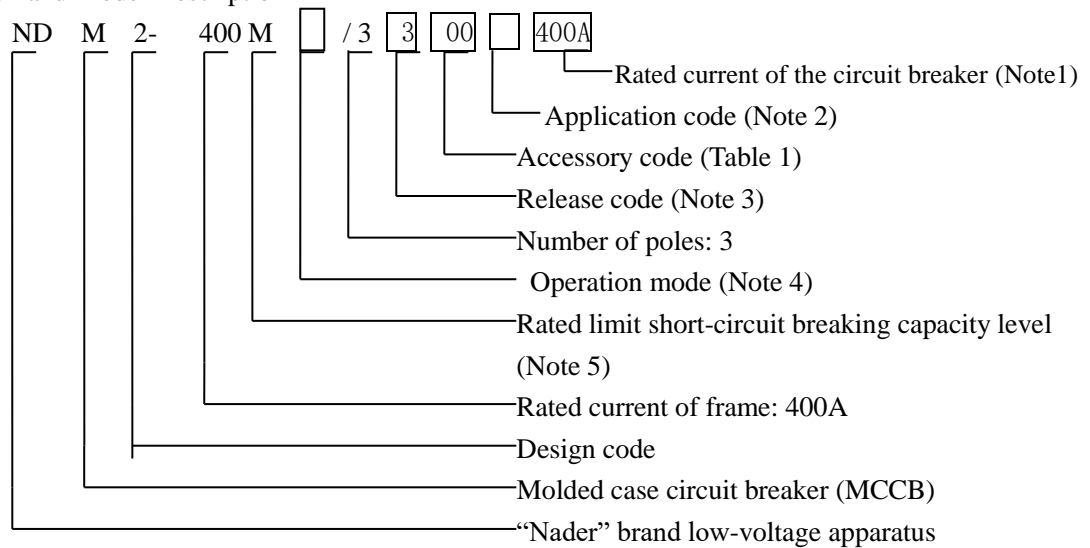 ND M 2- 400 M / 3 3 00 400A
Rated current of the circuit breaker (Note1)
Application code (Note 2)
Accessory code (Table 1)
Release code (Note 3)
Number of poles: 3
Operation mode (Note 4)
Rated limit short-circuit breaking capacity level
(Note 5)
Rated current of frame: 400A
Design code
Molded case circuit breaker (MCCB)
“Nader” brand low-voltage apparatus